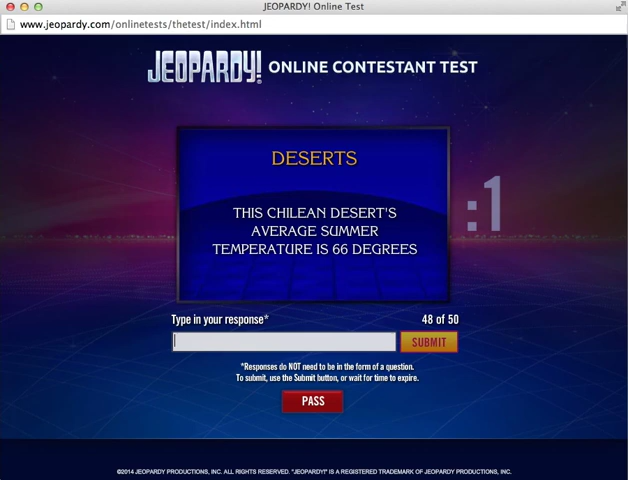 JEOPARDY! Online Test
www.jeopardy.com/onlinetests/thetest/index.html
JEOPARDY! ONLINE CONTESTANT TEST
DESERTS
:1
THIS CHILEAN DESERT'S
AVERAGE SUMMER
TEMPERATURE IS 66 DEGREES
Type in your response* 48 of 50
SUBMIT
*Responses do NOT need to be in the form of a question.
To submit, use the Submit button, or wait for time to expire.
PASS
©2014 JEOPARDY PRODUCTIONS, INC. ALL RIGHTS RESERVED. "JEOPARDY!" IS A REGISTERED TRADEMARK OF JEOPARDY PRODUCTIONS, INC.